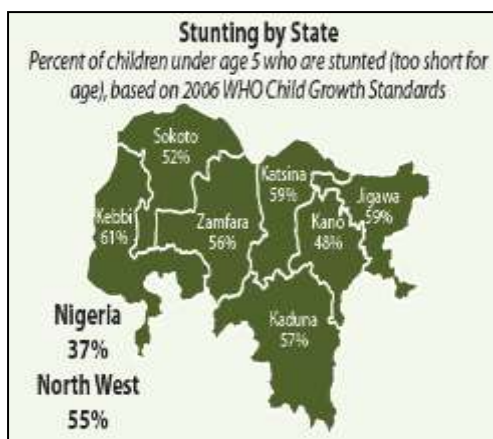 Stunting by State
Percent of children under age 5 who are stunted (too short for
age), based on 2006 WHO Child Growth Standards
Sokoto
52%
Katsina
59%
Jigawa
59%
Kebbi
61%
Zamfara
56%
Kano
48%
Kaduna
57%
Nigeria
37%
North West
55%